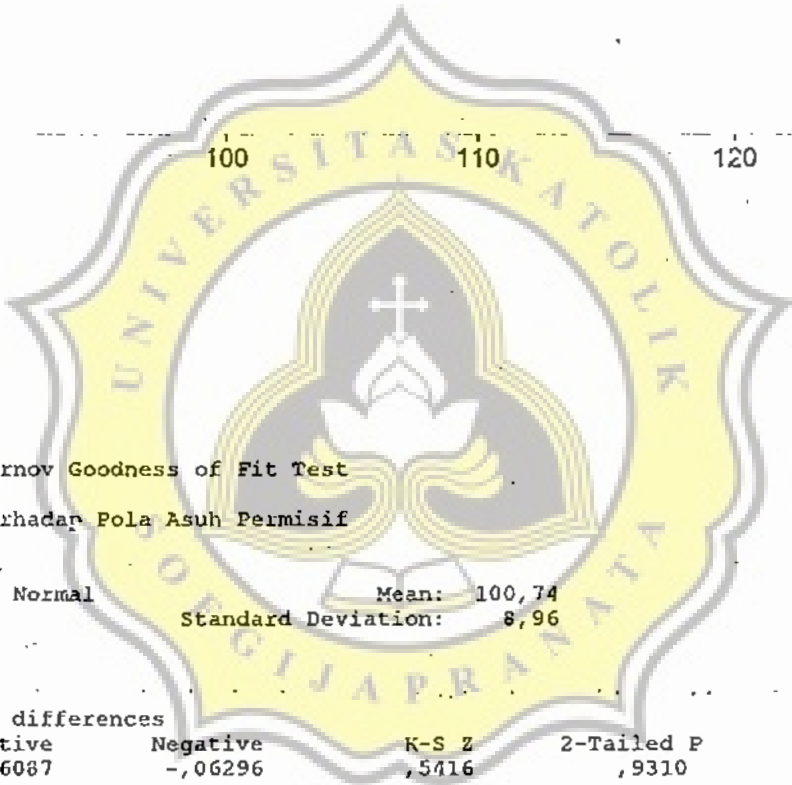 100 110 120
UNIVERSITAS KATOLIK
SOEGIJAPRANATA
rnov Goodness of Fit Test
rhadap Pola Asuh Permisif
Normal Mean: 100,74
Standard Deviation: 8,96
differences
tive Negative K-S Z 2-Tailed P
6087 -,06296 ,5416 ,9310